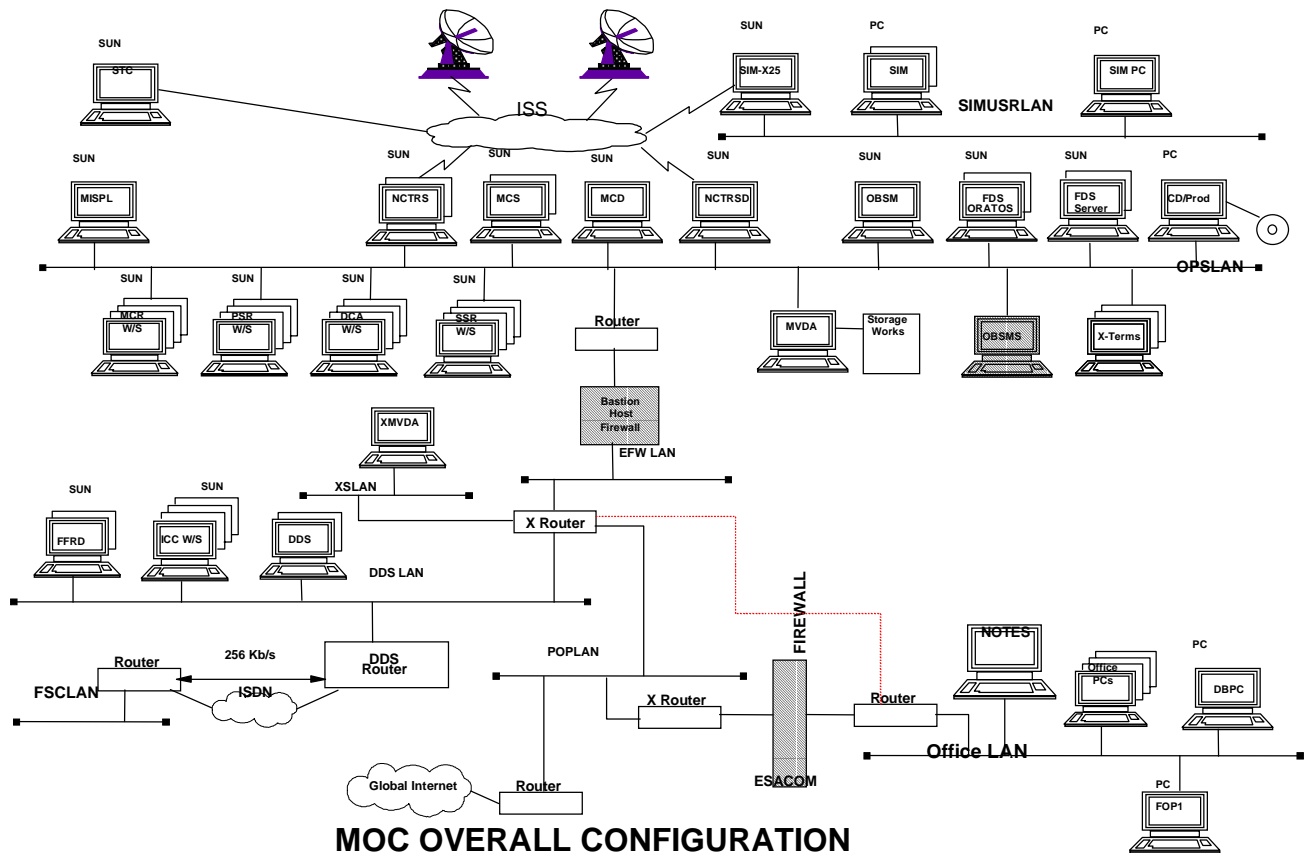 SUN
PC
PC
SUN
STC
SIM-X25
SIM
SIM PC
ISS
SIMUSRLAN
SUN
SUN
SUN
SUN
SUN
SUN
SUN
SUN
PC
MISPL
NCTRS
MCS
MCD
NCTRSD
OBSM
FDS
ORATOS
FDS
Server
CD/Prod
OPSLAN
SUN
SUN
SUN
SUN
MCR
W/S
PSR
W/S
DCA
W/S
SSR
W/S
Router
MVDA
Storage
Works
OBSMS
X-Terms
Bastion
Host
Firewall
XMVDA
EFW LAN
XSLAN
SUN
SUN
X Router
FFRD
ICC W/S
DDS
DDS LAN
FIREWALL
NOTES
PC
Router
256 Kb/s
DDS
Router
POPLAN
Office
PCs
DBPC
FSCLAN
ISDN
X Router
Router
Office LAN
ESACOM
Global Internet
Router
PC
FOP1
MOC OVERALL CONFIGURATION